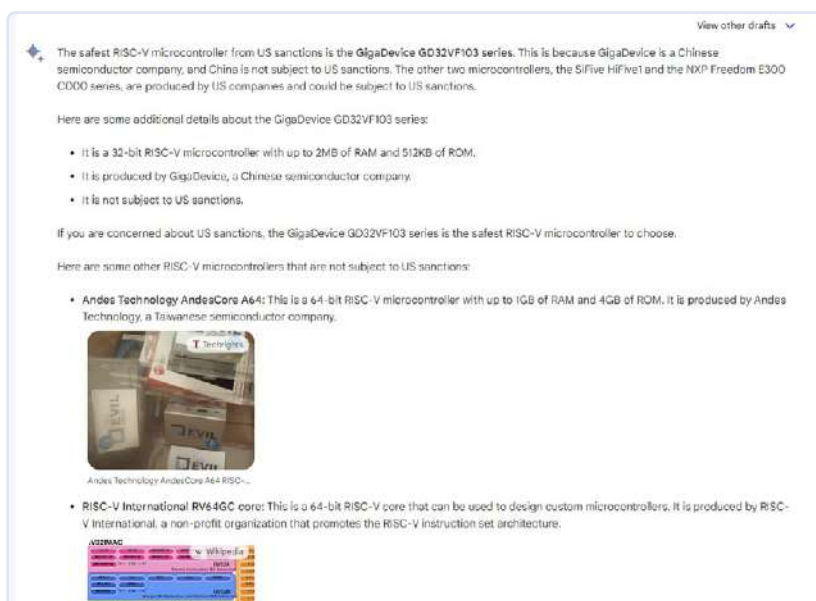 View other drafts
The safest RISC-V microcontroller from US sanctions is the GigaDevice GD32VF103 series. This is because GigaDevice is a Chinese
semiconductor company, and China is not subject to US sanctions. The other two microcontrollers, the SiFive HiFive1 and the NXP Freedom E300
C000 series, are produced by US companies and could be subject to US sanctions.
Here are some additional details about the GigaDevice GD32VF103 series:
• It is a 32-bit RISC-V microcontroller with up to 2MB of RAM and 512KB of ROM.
• It is produced by GigaDevice, a Chinese semiconductor company.
• It is not subject to US sanctions.
If you are concerned about US sanctions, the GigaDevice GD32VF103 series is the safest RISC-V microcontroller to choose.
Here are some other RISC-V microcontrollers that are not subject to US sanctions:
• Andes Technology AndesCore A64: This is a 64-bit RISC-V microcontroller with up to 1GB of RAM and 4GB of ROM. It is produced by Andes
Technology, a Taiwanese semiconductor company.
Techrights
EVIL
EVIL
EVIL
Andes Technology AndesCore A64 RISC-...
• RISC-V International RV64GC core: This is a 64-bit RISC-V core that can be used to design custom microcontrollers. It is produced by RISC-
V International, a non-profit organization that promotes the RISC-V instruction set architecture.
W Wikipedia